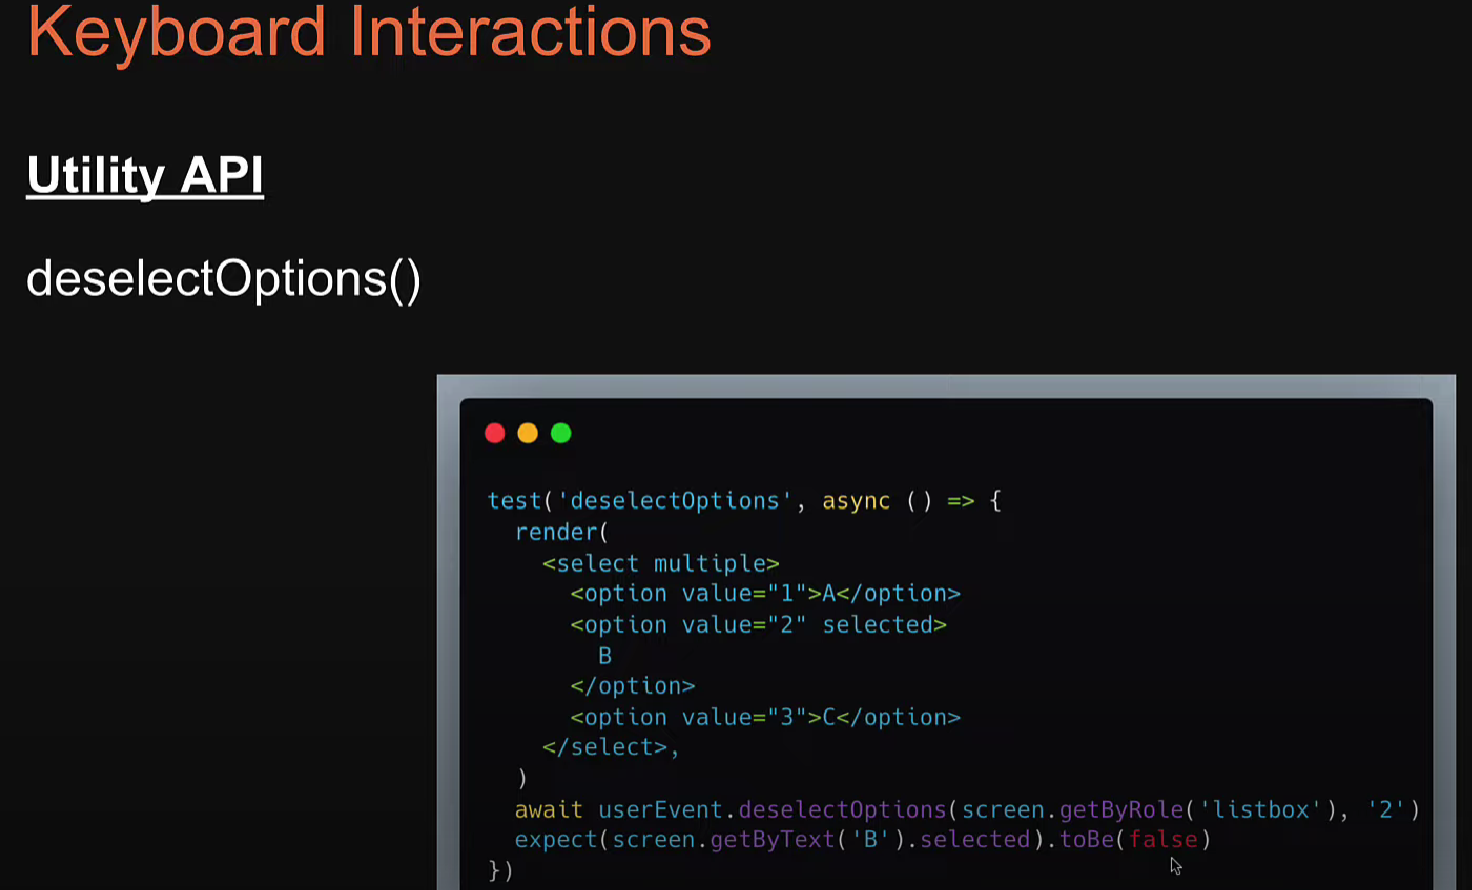 Keyboard Interactions
Utility API
deselectOptions()
test('deselectOptions', async () => {
  render(
    <select multiple>
      <option value="1">A</option>
      <option value="2" selected>
        B
      </option>
      <option value="3">C</option>
    </select>,
  )
  await userEvent.deselectOptions(screen.getByRole('listbox'), '2')
  expect(screen.getByText('B').selected).toBe(false)
})